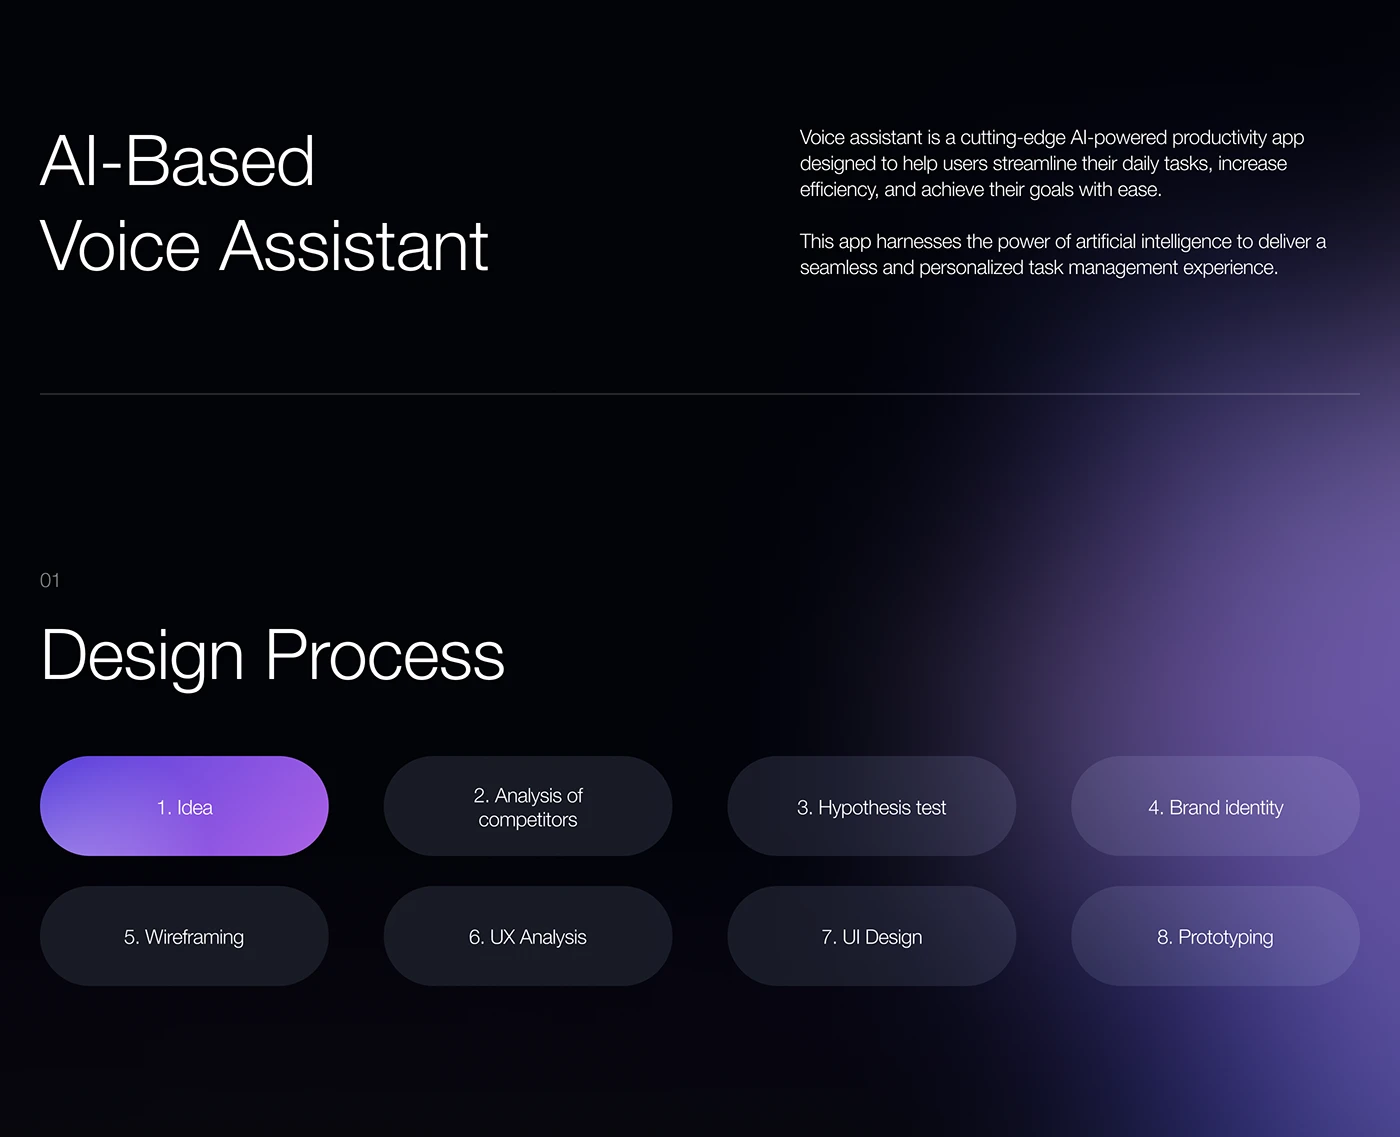 AI-Based
Voice Assistant
Voice assistant is a cutting-edge AI-powered productivity app
designed to help users streamline their daily tasks, increase
efficiency, and achieve their goals with ease.
This app harnesses the power of artificial intelligence to deliver a
seamless and personalized task management experience.
01
Design Process
1. Idea
2. Analysis of
competitors
3. Hypothesis test
4. Brand identity
5. Wireframing
6. UX Analysis
7. UI Design
8. Prototyping